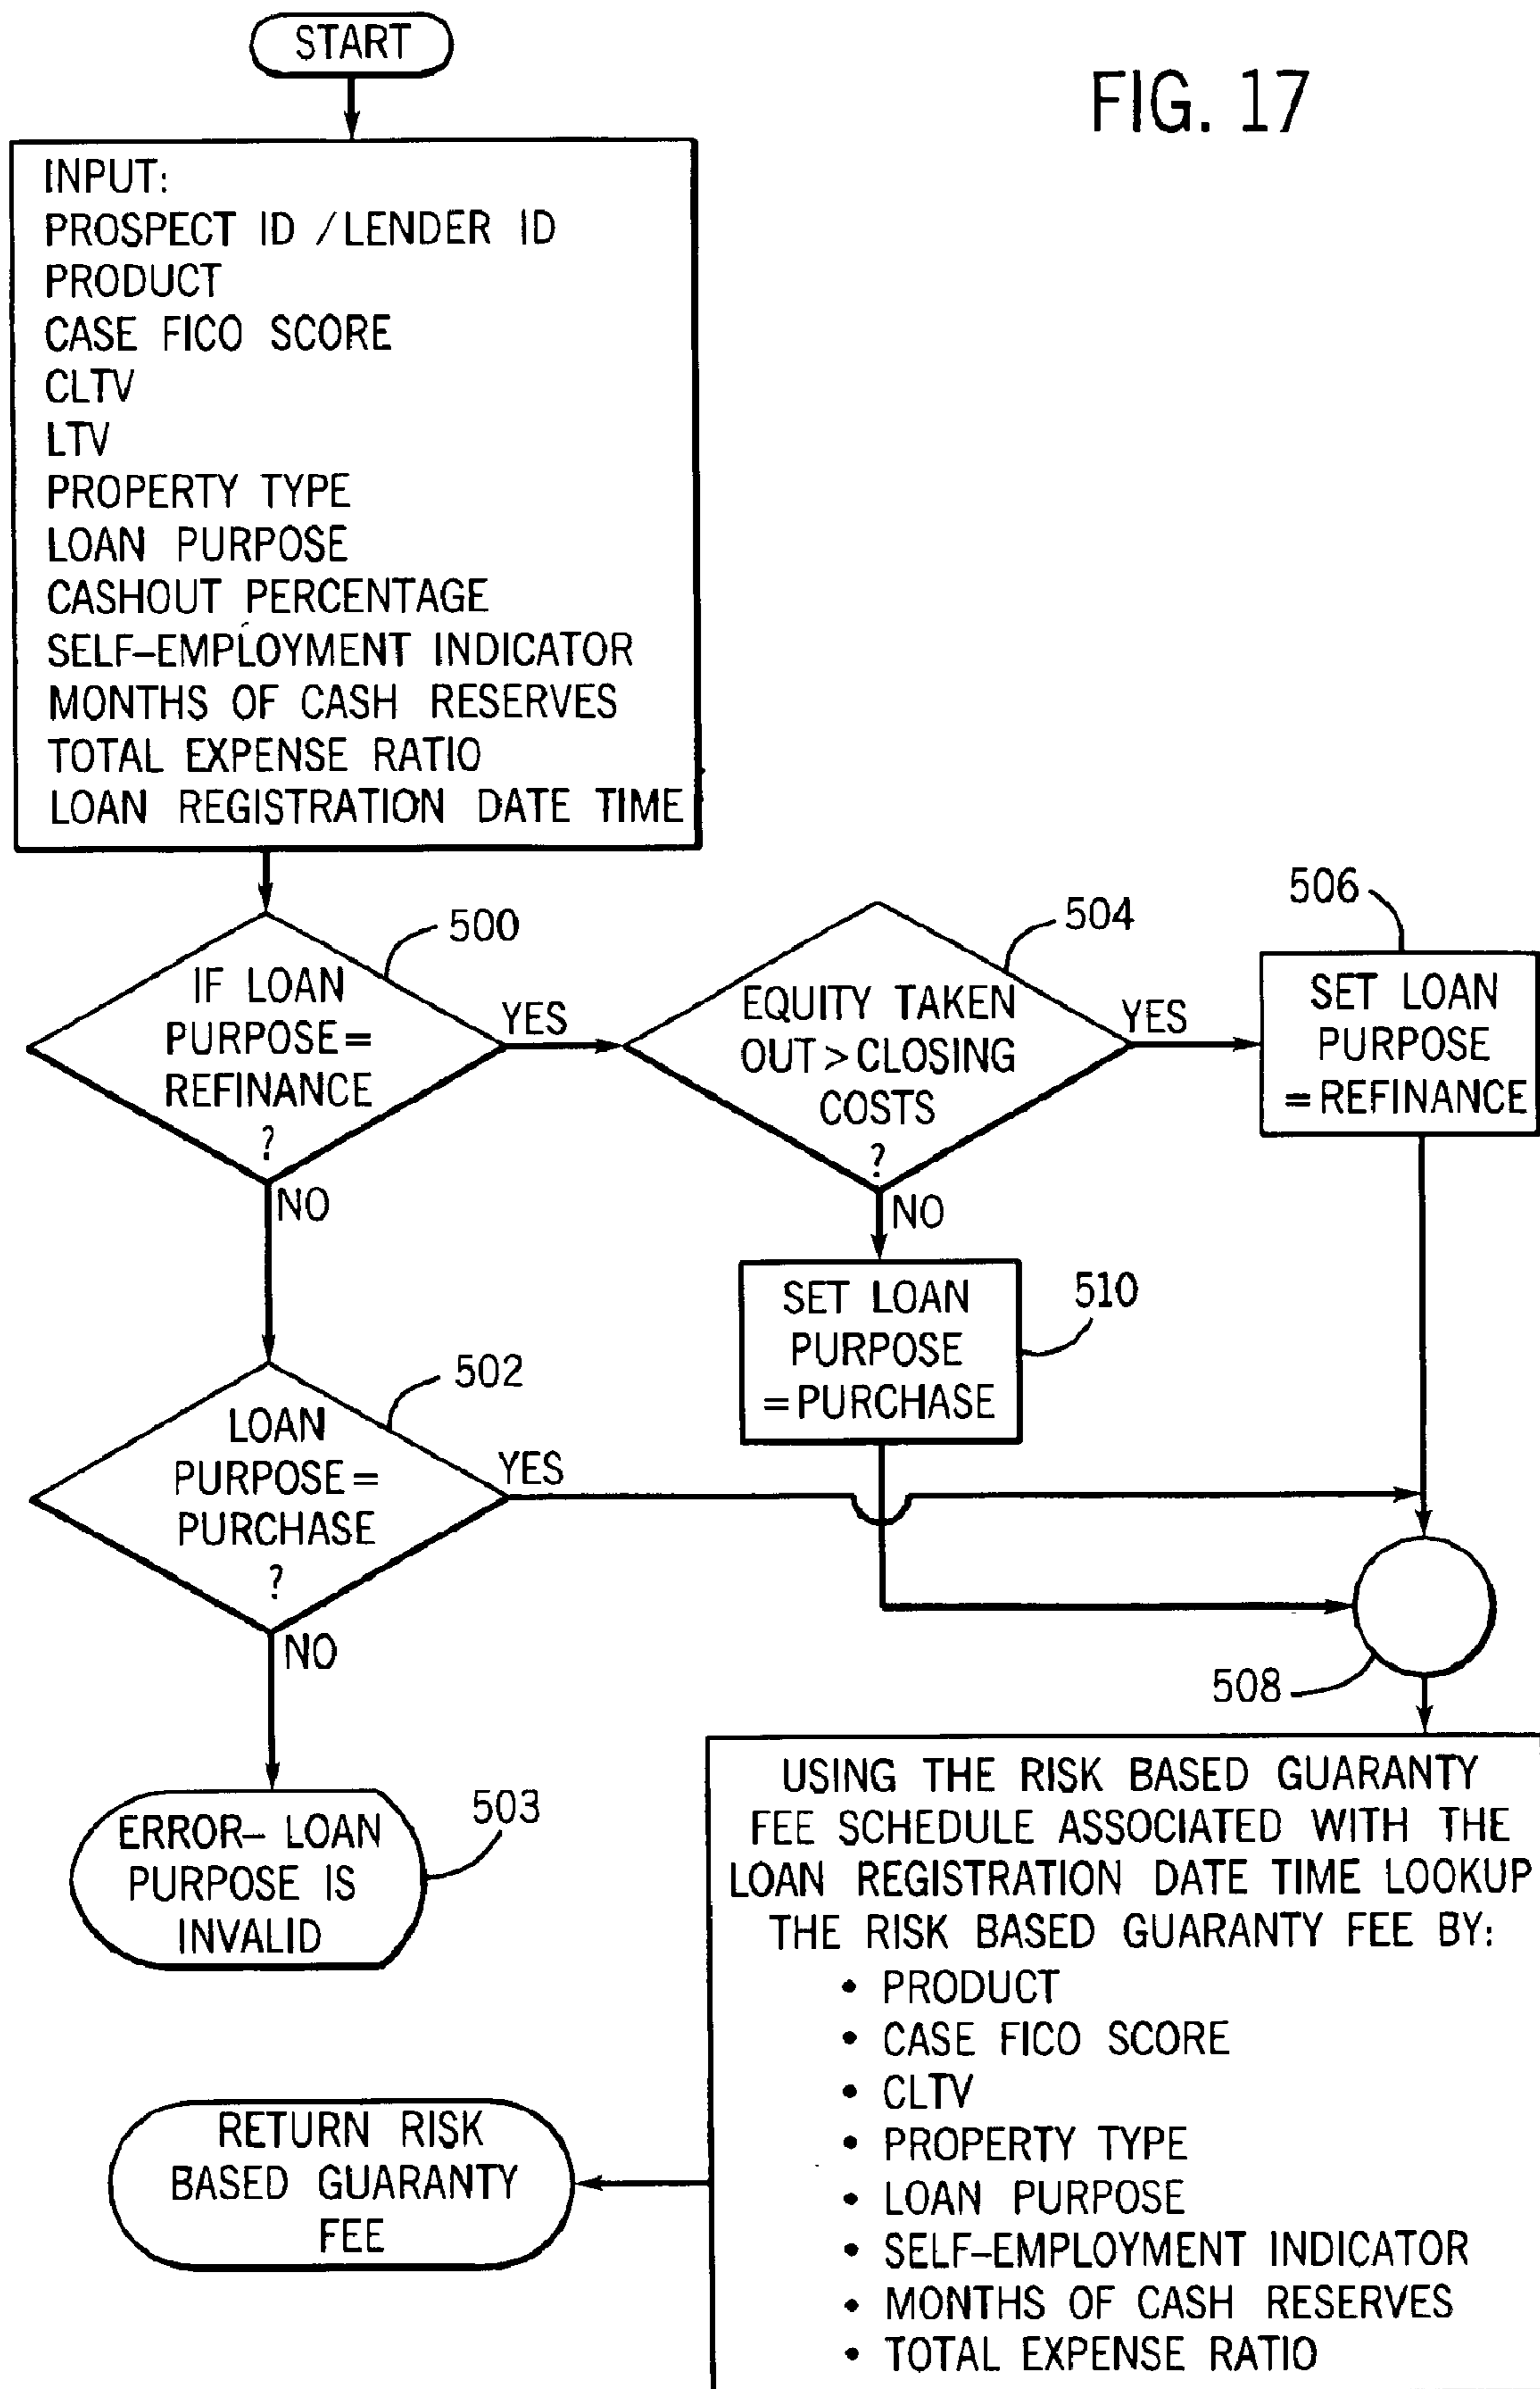 START
FIG. 17
INPUT:
PROSPECT ID / LENDER ID
PRODUCT
CASE FICO SCORE
CLTV
LTV
PROPERTY TYPE
LOAN PURPOSE
CASHOUT PERCENTAGE
SELF-EMPLOYMENT INDICATOR
MONTHS OF CASH RESERVES
TOTAL EXPENSE RATIO
LOAN REGISTRATION DATE TIME
500
IF LOAN
PURPOSE=
REFINANCE
?
YES
NO
504
EQUITY TAKEN
OUT > CLOSING
COSTS
?
YES
NO
506
SET LOAN
PURPOSE
=REFINANCE
SET LOAN
PURPOSE
=PURCHASE
510
502
LOAN
PURPOSE=
PURCHASE
?
YES
NO
508
ERROR– LOAN
PURPOSE IS
INVALID
503
USING THE RISK BASED GUARANTY
FEE SCHEDULE ASSOCIATED WITH THE
LOAN REGISTRATION DATE TIME LOOKUP
THE RISK BASED GUARANTY FEE BY:
• PRODUCT
• CASE FICO SCORE
• CLTV
• PROPERTY TYPE
• LOAN PURPOSE
• SELF-EMPLOYMENT INDICATOR
• MONTHS OF CASH RESERVES
• TOTAL EXPENSE RATIO
RETURN RISK
BASED GUARANTY
FEE